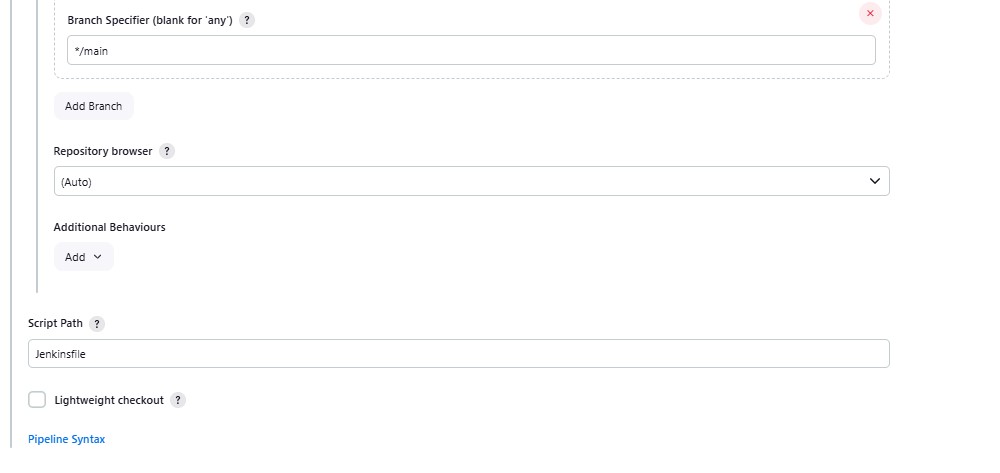 Branch Specifier (blank for 'any') ?
*/main
Add Branch
Repository browser ?
(Auto)
Additional Behaviours
Add
Script Path ?
Jenkinsfile
Lightweight checkout ?
Pipeline Syntax